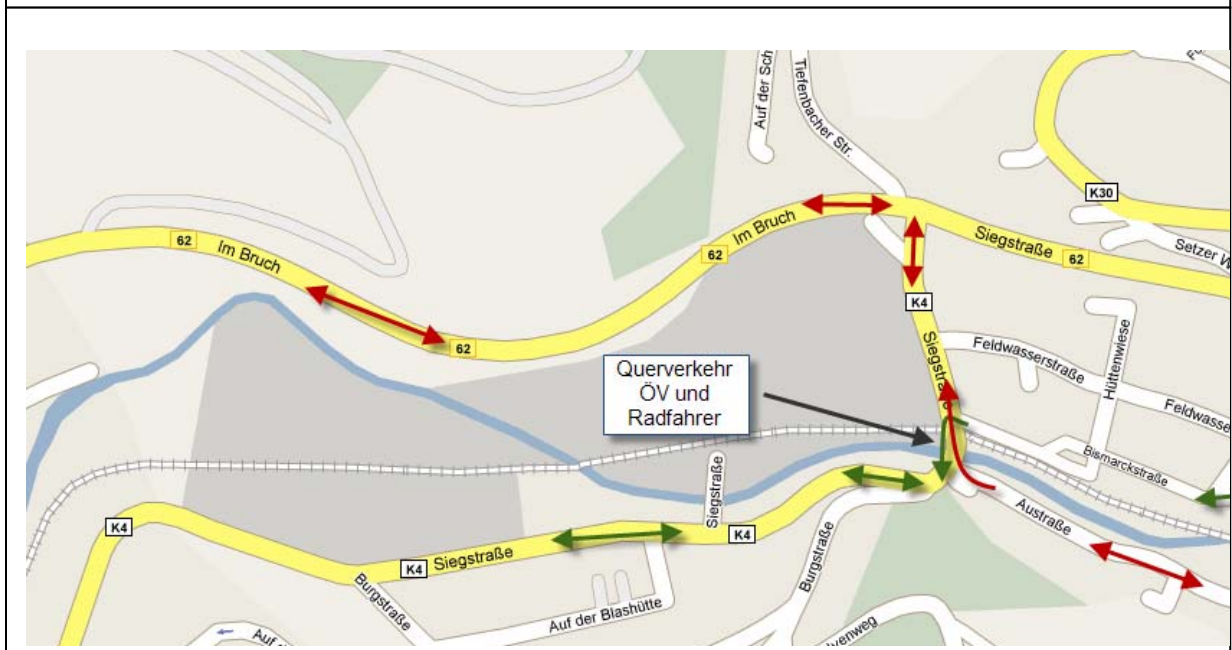 Auf der Sch
Tiefenbacher Str.
K30
62
Im Bruch
Im Bruch
62
Siegstraße
62
Setzer W
K4
62
Siegstraße
Feldwasserstraße
Hüttenwiese
Feldwasser
Querverkehr
ÖV und
Radfahrer
Bismarckstraße
Siegstraße
Austraße
K4
K4
Siegstraße
K4
Burgstraße
Burgstraße
Auf der Blashütte